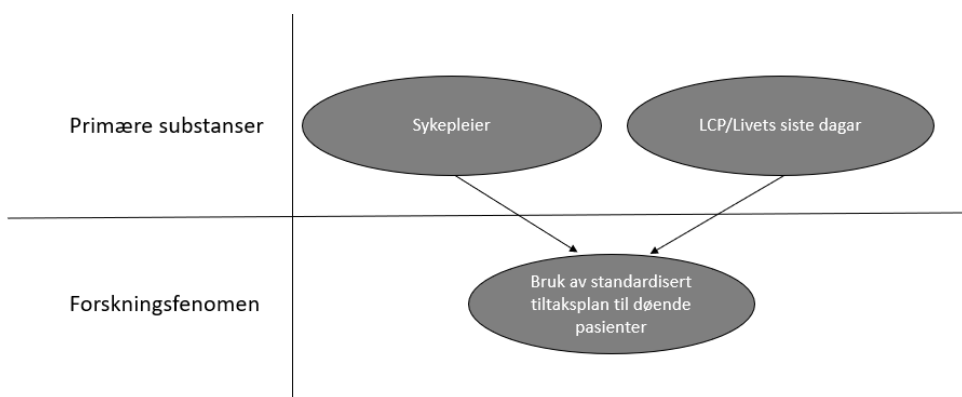 Primære substanser
Sykepleier
LCP/Livets siste dagar
Forskningsfenomen
Bruk av standardisert
tiltaksplan til døende
pasienter